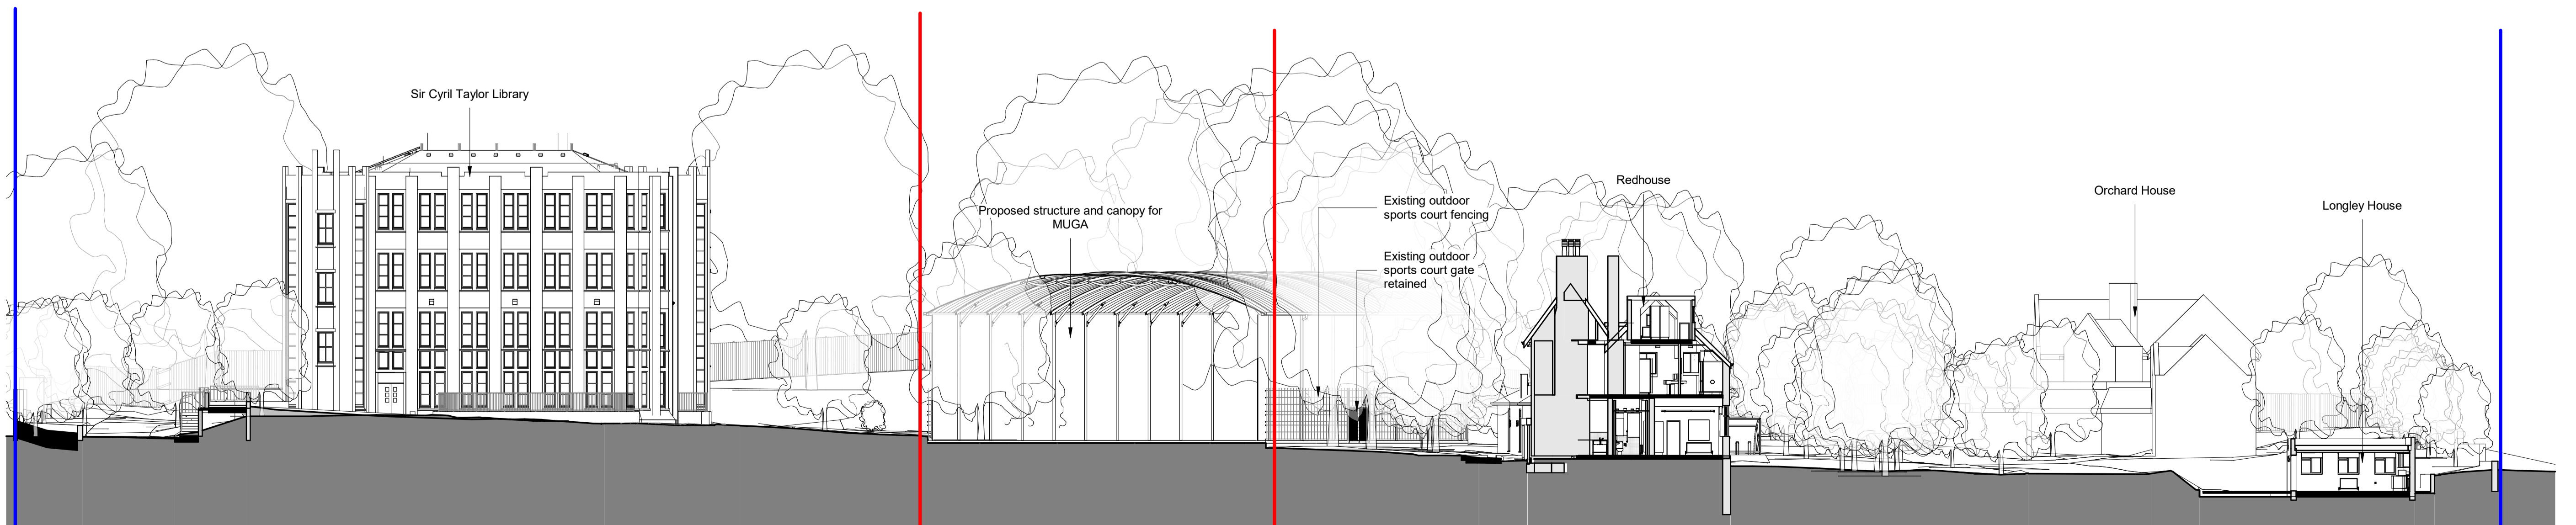 Sir Cyril Taylor Library
Proposed structure and canopy for
MUGA
Existing outdoor
sports court fencing
Existing outdoor
sports court gate
retained
Redhouse
Orchard House
Longley House